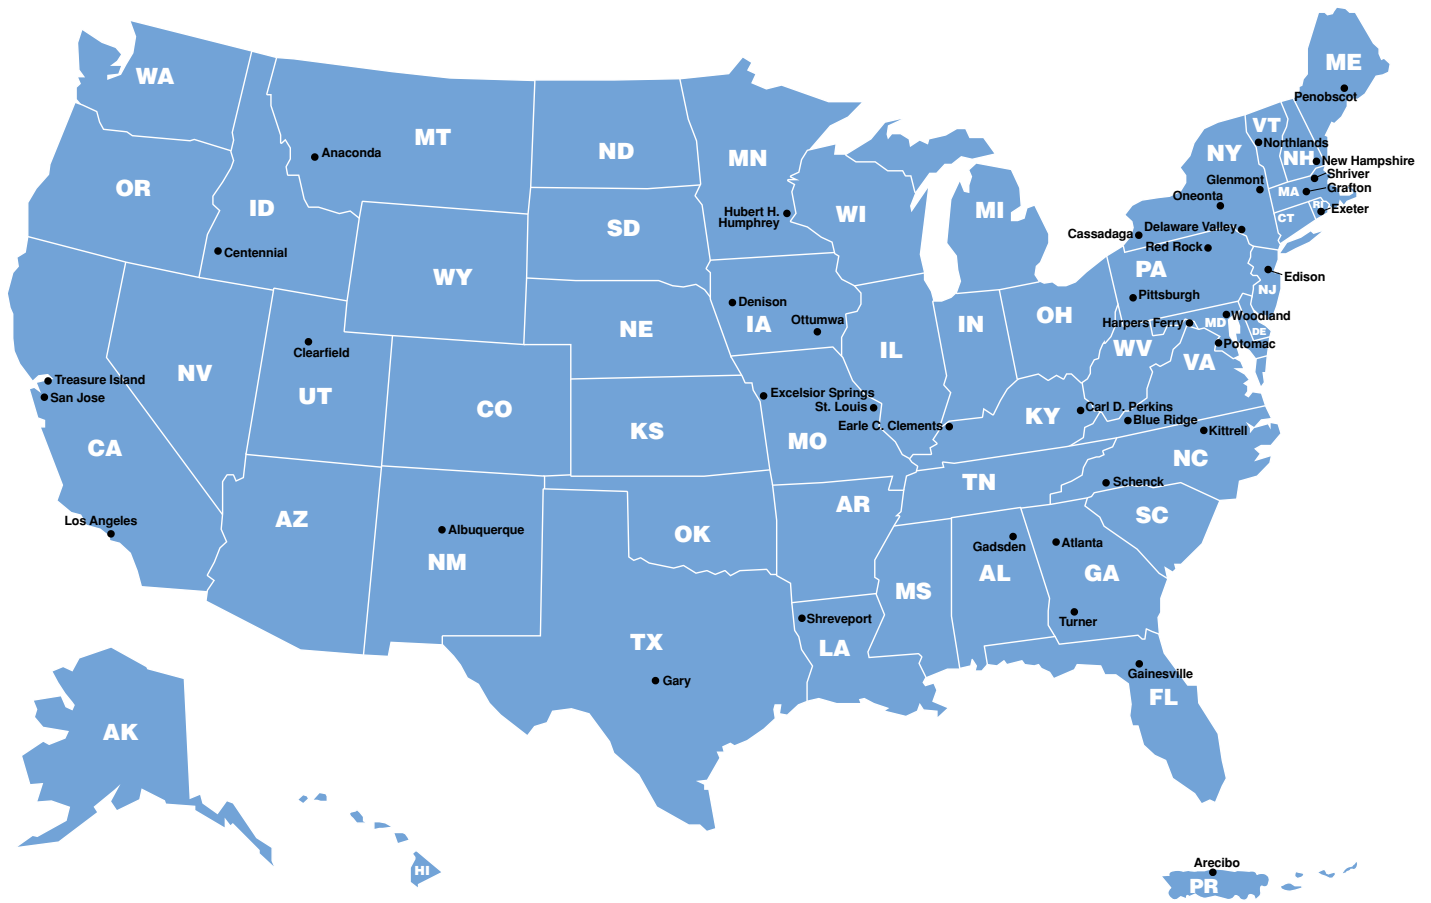 ME
WA
Penobscot
VT
MT
Northlands
ND
Anaconda
NY
MN
NH
New Hampshire
Shriver
Glenmont
OR
MA
Grafton
Oneonta
ID
RI
Exeter
MI
Hubert H.
Humphrey
WI
CT
SD
Delaware Valley
Cassadaga
Red Rock
Centennial
PA
Edison
WY
NJ
Pittsburgh
Denison
OH
Woodland
Ottumwa
IA
IN
Harpers Ferry
MD
DE
NE
Clearfield
IL
WV
Potomac
VA
NV
Treasure Island
UT
Excelsior Springs
San Jose
CO
St. Louis
Carl D. Perkins
KY
Blue Ridge
Earle C. Clements
KS
Kittrell
MO
CA
NC
TN
Schenck
AR
SC
Los Angeles
AZ
Albuquerque
OK
Gadsden
Atlanta
NM
AL
GA
MS
Shreveport
Turner
TX
LA
Gainesville
Gary
FL
AK
Arecibo
HI
PR